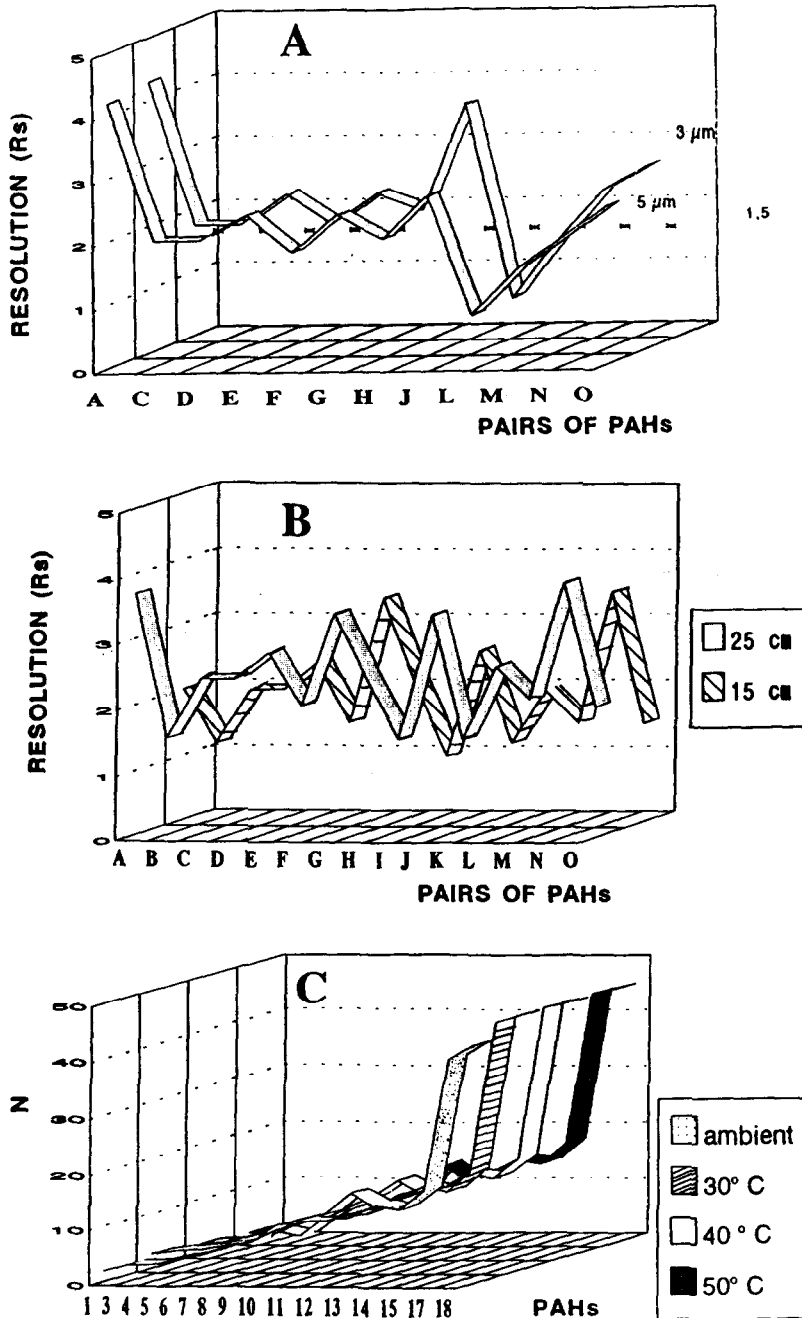 A
5
4
3
2
1
0
RESOLUTION (Rs)
3 µm
5 µm
1.5
A C D E F G H J L M N O
PAIRS OF PAHs
B
5
4
3
2
1
0
RESOLUTION (Rs)
25 cm
15 cm
A B C D E F G H I J K L M N O
PAIRS OF PAHs
C
50
40
30
20
10
0
N
ambient
30° C
40 ° C
50° C
1 3 4 5 6 7 8 9 10 11 12 13 14 15 17 18
PAHs